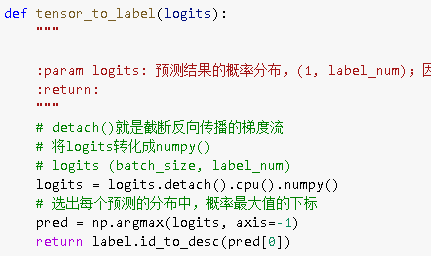 def tensor_to_label(logits):
    """

    :param logits: 预测结果的概率分布，(1, label_num)；因
    :return:
    """
    # detach()就是截断反向传播的梯度流
    # 将logits转化成numpy()
    # logits (batch_size, label_num)
    logits = logits.detach().cpu().numpy()
    # 选出每个预测的分布中，概率最大值的下标
    pred = np.argmax(logits, axis=-1)
    return label.id_to_desc(pred[0])